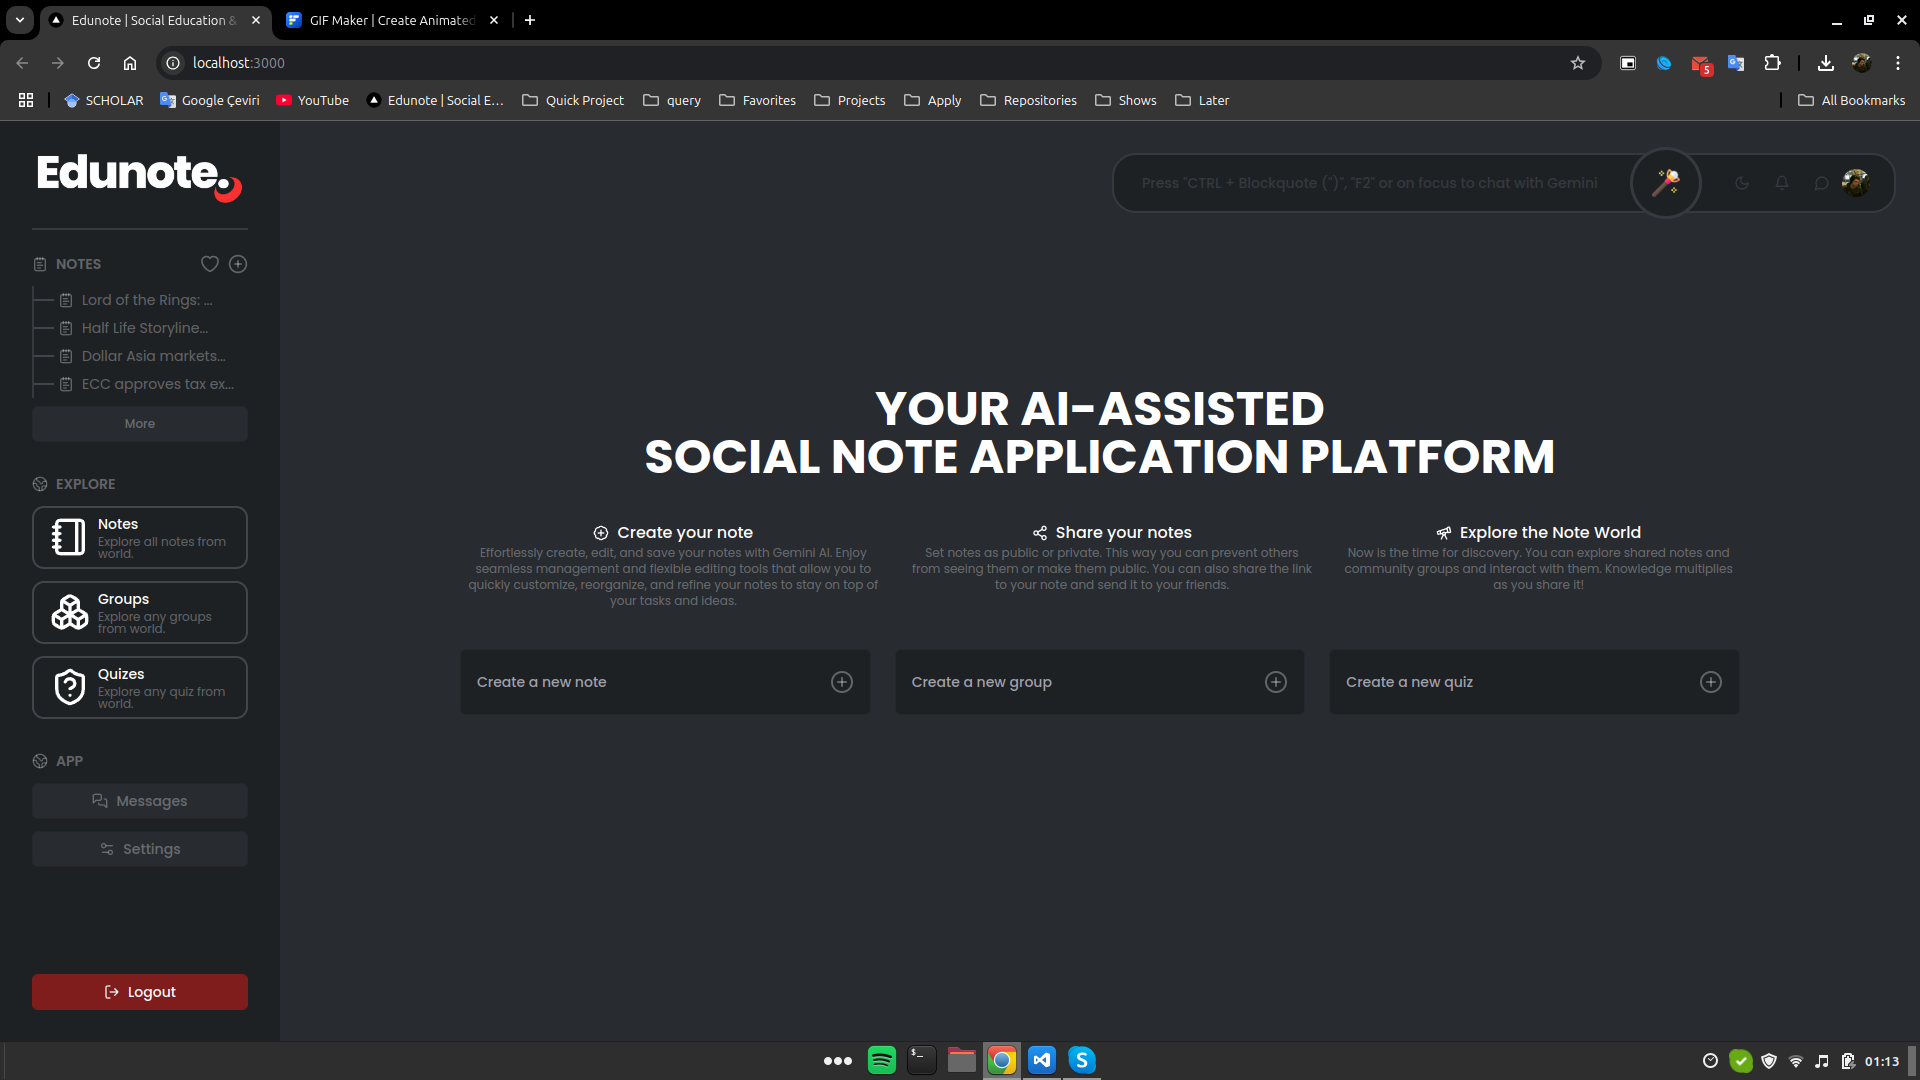 Edunote | Social Education &
GIF Maker | Create Animated
localhost:3000
5
SCHOLAR
Google Çeviri
YouTube
Edunote | Social E...
Quick Project
query
Favorites
Projects
Apply
Repositories
Shows
Later
All Bookmarks
Edunote.
Press "CTRL + Blockquote (")", "F2" or on focus to chat with Gemini
NOTES
Lord of the Rings: ...
Half Life Storyline...
Dollar Asia markets...
ECC approves tax ex...
More
EXPLORE
Notes
Explore all notes from
world.
Groups
Explore any groups
from world.
Quizes
Explore any quiz from
world.
APP
Messages
Settings
Logout
YOUR AI-ASSISTED
SOCIAL NOTE APPLICATION PLATFORM
Create your note
Effortlessly create, edit, and save your notes with Gemini AI. Enjoy
seamless management and flexible editing tools that allow you to
quickly customize, reorganize, and refine your notes to stay on top of
your tasks and ideas.
Share your notes
Set notes as public or private. This way you can prevent others
from seeing them or make them public. You can also share the link
to your note and send it to your friends.
Explore the Note World
Now is the time for discovery. You can explore shared notes and
community groups and interact with them. Knowledge multiplies
as you share it!
Create a new note
Create a new group
Create a new quiz
$_
S
01:13